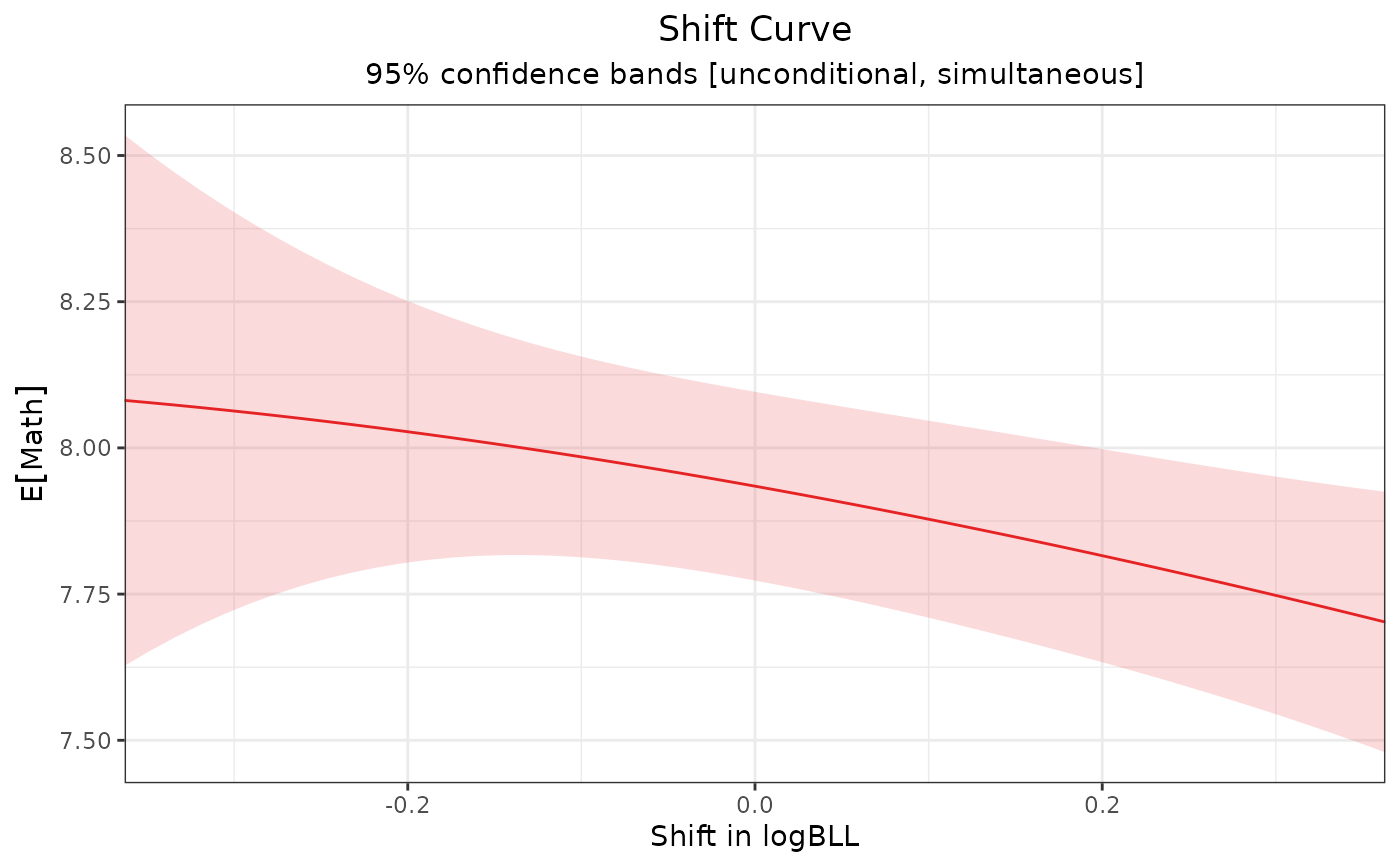 Shift Curve
95% confidence bands [unconditional, simultaneous]
E[Math]
8.50
8.25
8.00
7.75
7.50
-0.2 0.0 0.2
Shift in logBLL